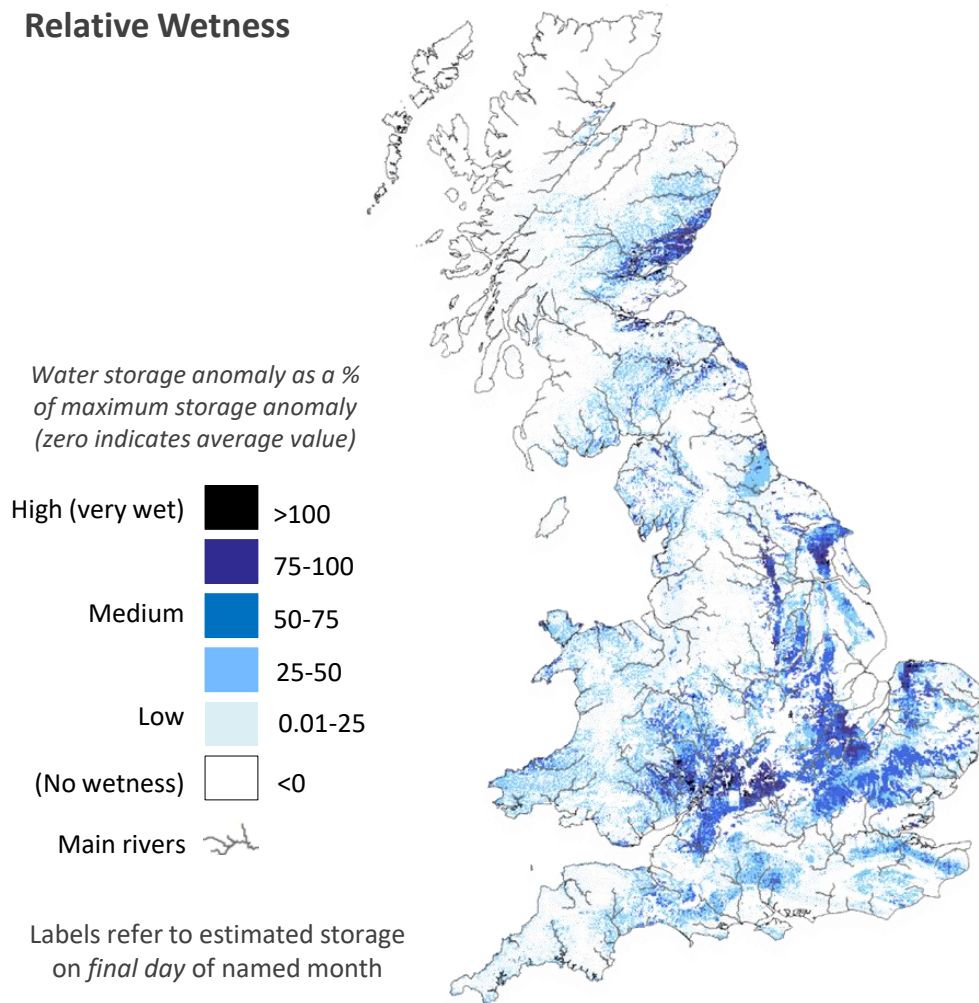 Relative Wetness
Water storage anomaly as a %
of maximum storage anomaly
(zero indicates average value)
High (very wet) >100
75-100
Medium 50-75
25-50
Low 0.01-25
(No wetness) <0
Main rivers
Labels refer to estimated storage
on final day of named month